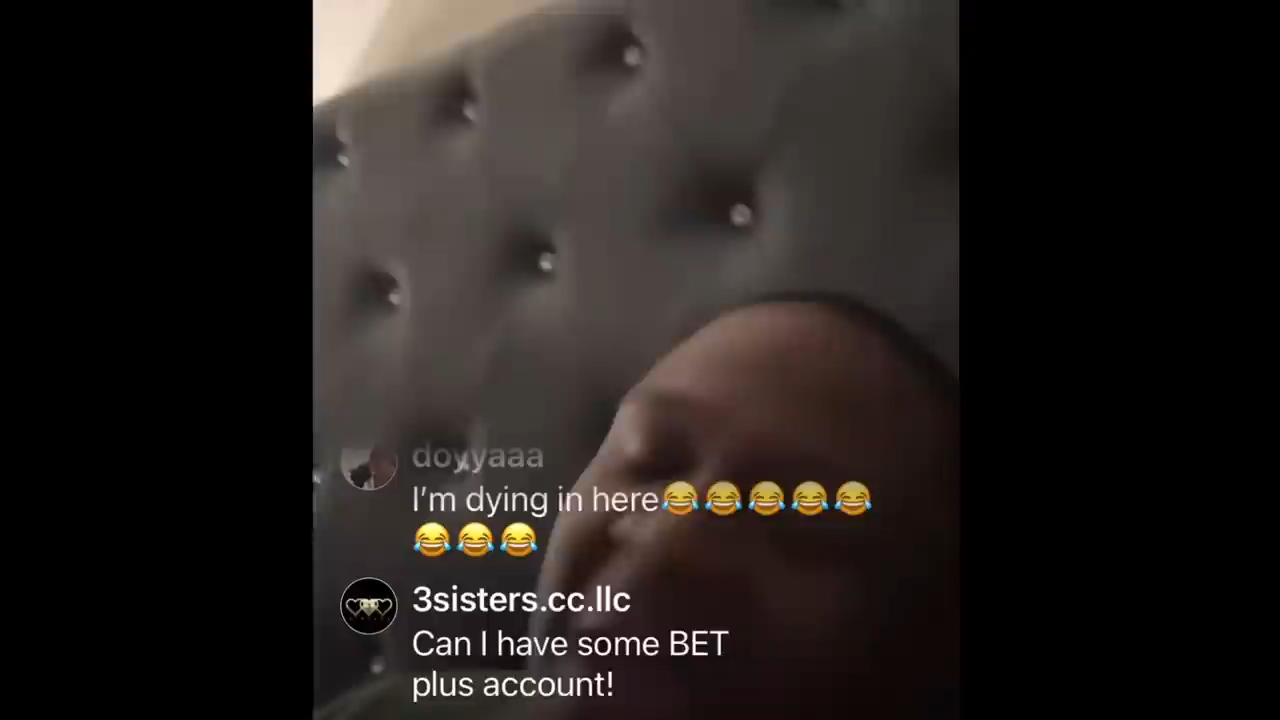 doyyaaa
I’m dying in here😂😂😂😂😂
😂😂😂
3sisters.cc.llc
Can I have some BET
plus account!